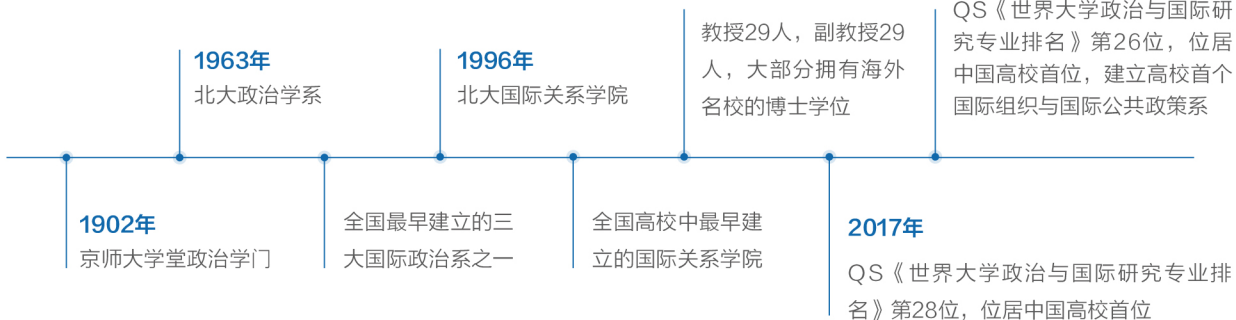 1902年
京师大学堂政治学门
1963年
北大政治学系
全国最早建立的三
大国际政治系之一
1996年
北大国际关系学院
全国高校中最早建
立的国际关系学院
教授29人，副教授29
人，大部分拥有海外
名校的博士学位
2017年
QS《世界大学政治与国际研究专业排
名》第28位，位居中国高校首位
QS《世界大学政治与国际研
究专业排名》第26位，位居
中国高校首位，建立高校首个
国际组织与国际公共政策系